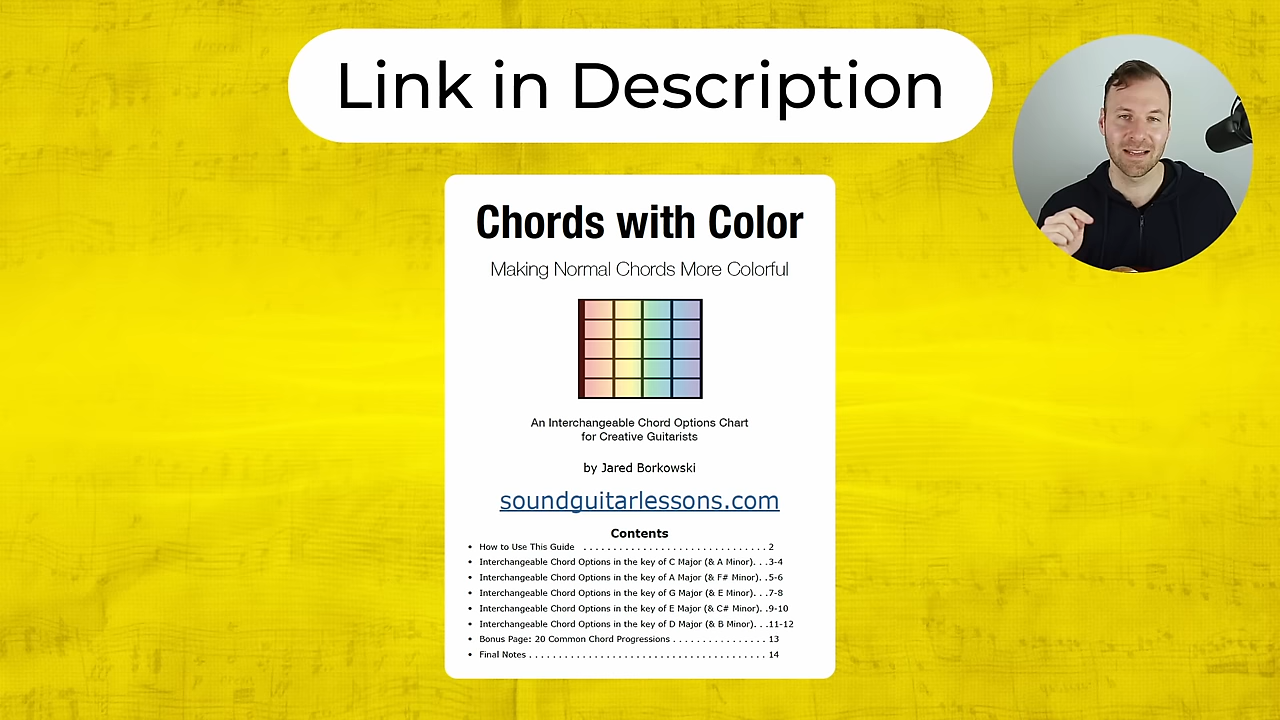 Link in Description
Chords with Color
Making Normal Chords More Colorful
An Interchangeable Chord Options Chart
for Creative Guitarists
by Jared Borkowski
soundguitarlessons.com
Contents
• How to Use This Guide . . . . . . . . . . . . . . . . . . . . . . . . . . . . . . 2
• Interchangeable Chord Options in the key of C Major (& A Minor). . .3-4
• Interchangeable Chord Options in the key of A Major (& F# Minor). .5-6
• Interchangeable Chord Options in the key of G Major (& E Minor). . .7-8
• Interchangeable Chord Options in the key of E Major (& C# Minor). .9-10
• Interchangeable Chord Options in the key of D Major (& B Minor). . .11-12
• Bonus Page: 20 Common Chord Progressions . . . . . . . . . . . . . . . 13
• Final Notes . . . . . . . . . . . . . . . . . . . . . . . . . . . . . . . . . . . . . . . 14